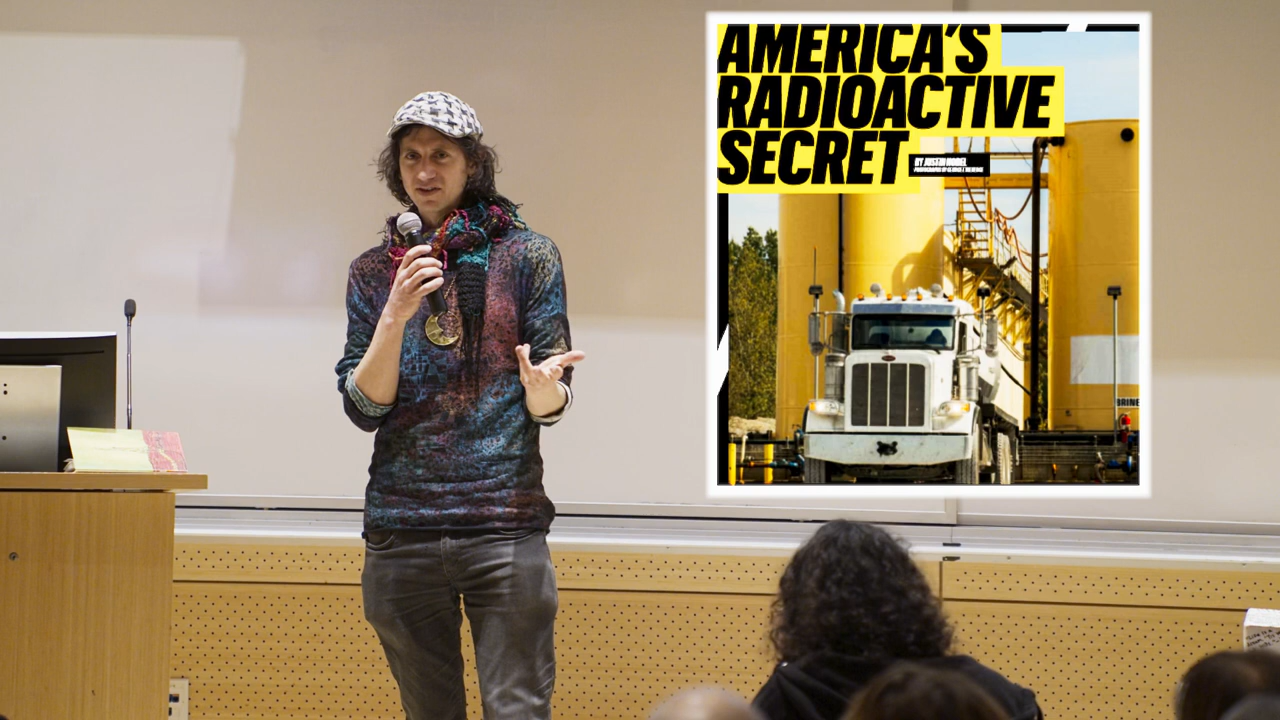 AMERICA'S
RADIOACTIVE
SECRET
BY JUSTIN NOBEL
BRINE